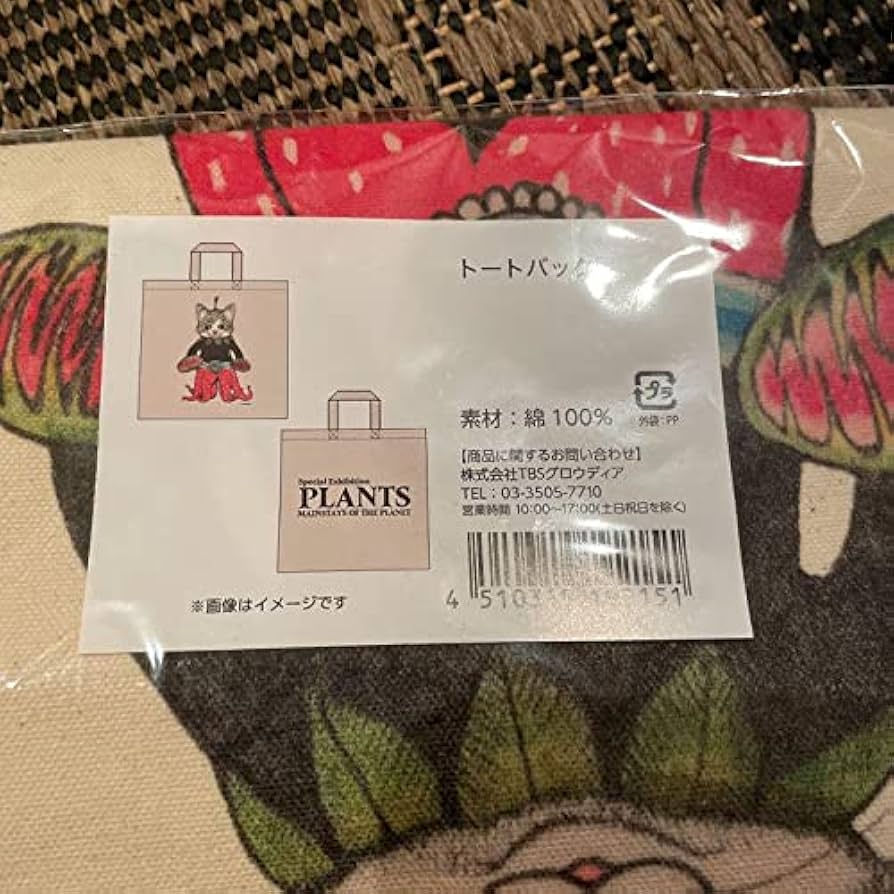 トートバッグ
Special Exhibition
PLANTS
MAINSTAYS OF THE PLANET
※画像はイメージです
素材：綿 100%
プラ
外袋：PP
【商品に関するお問い合わせ】
株式会社TBSグロウディア
TEL：03-3505-7710
営業時間 10:00〜17:00(土日祝日を除く)